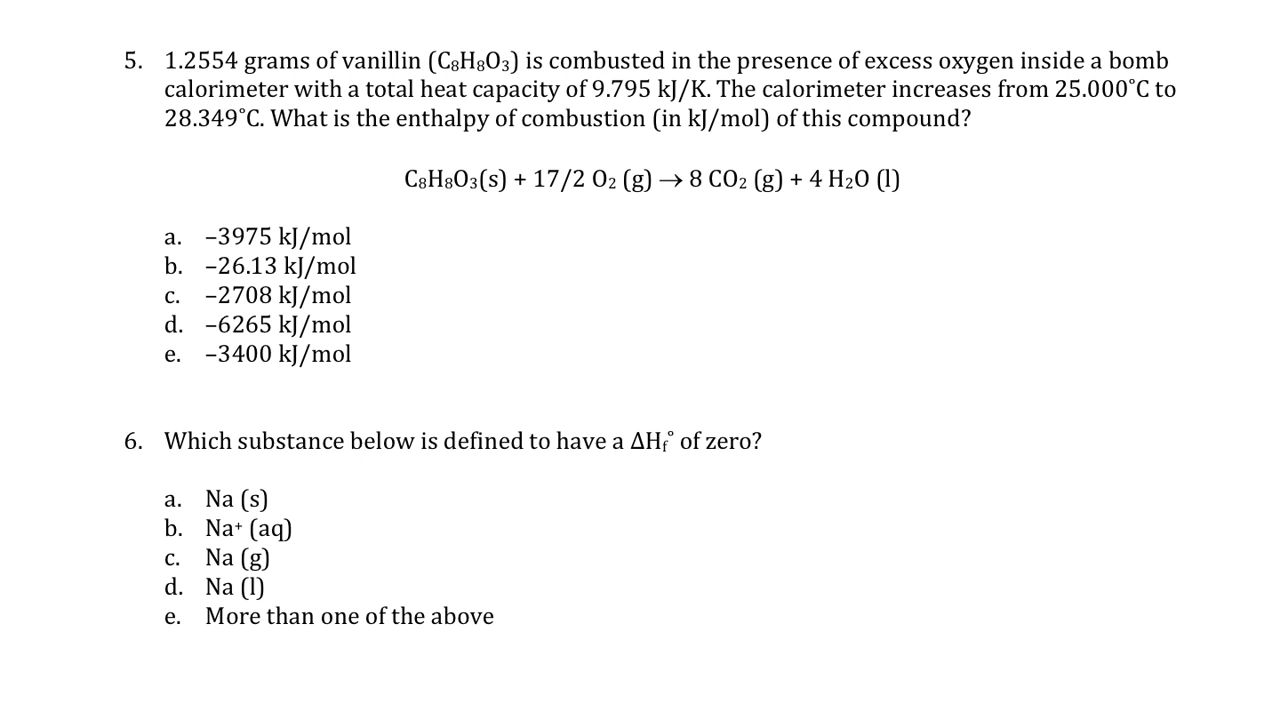 5. 1.2554 grams of vanillin (C₈H₈O₃) is combusted in the presence of excess oxygen inside a bomb
calorimeter with a total heat capacity of 9.795 kJ/K. The calorimeter increases from 25.000˚C to
28.349˚C. What is the enthalpy of combustion (in kJ/mol) of this compound?
C₈H₈O₃(s) + 17/2 O₂ (g) → 8 CO₂ (g) + 4 H₂O (l)
a. –3975 kJ/mol
b. –26.13 kJ/mol
c. –2708 kJ/mol
d. –6265 kJ/mol
e. –3400 kJ/mol
6. Which substance below is defined to have a ΔHf˚ of zero?
a. Na (s)
b. Na⁺ (aq)
c. Na (g)
d. Na (l)
e. More than one of the above